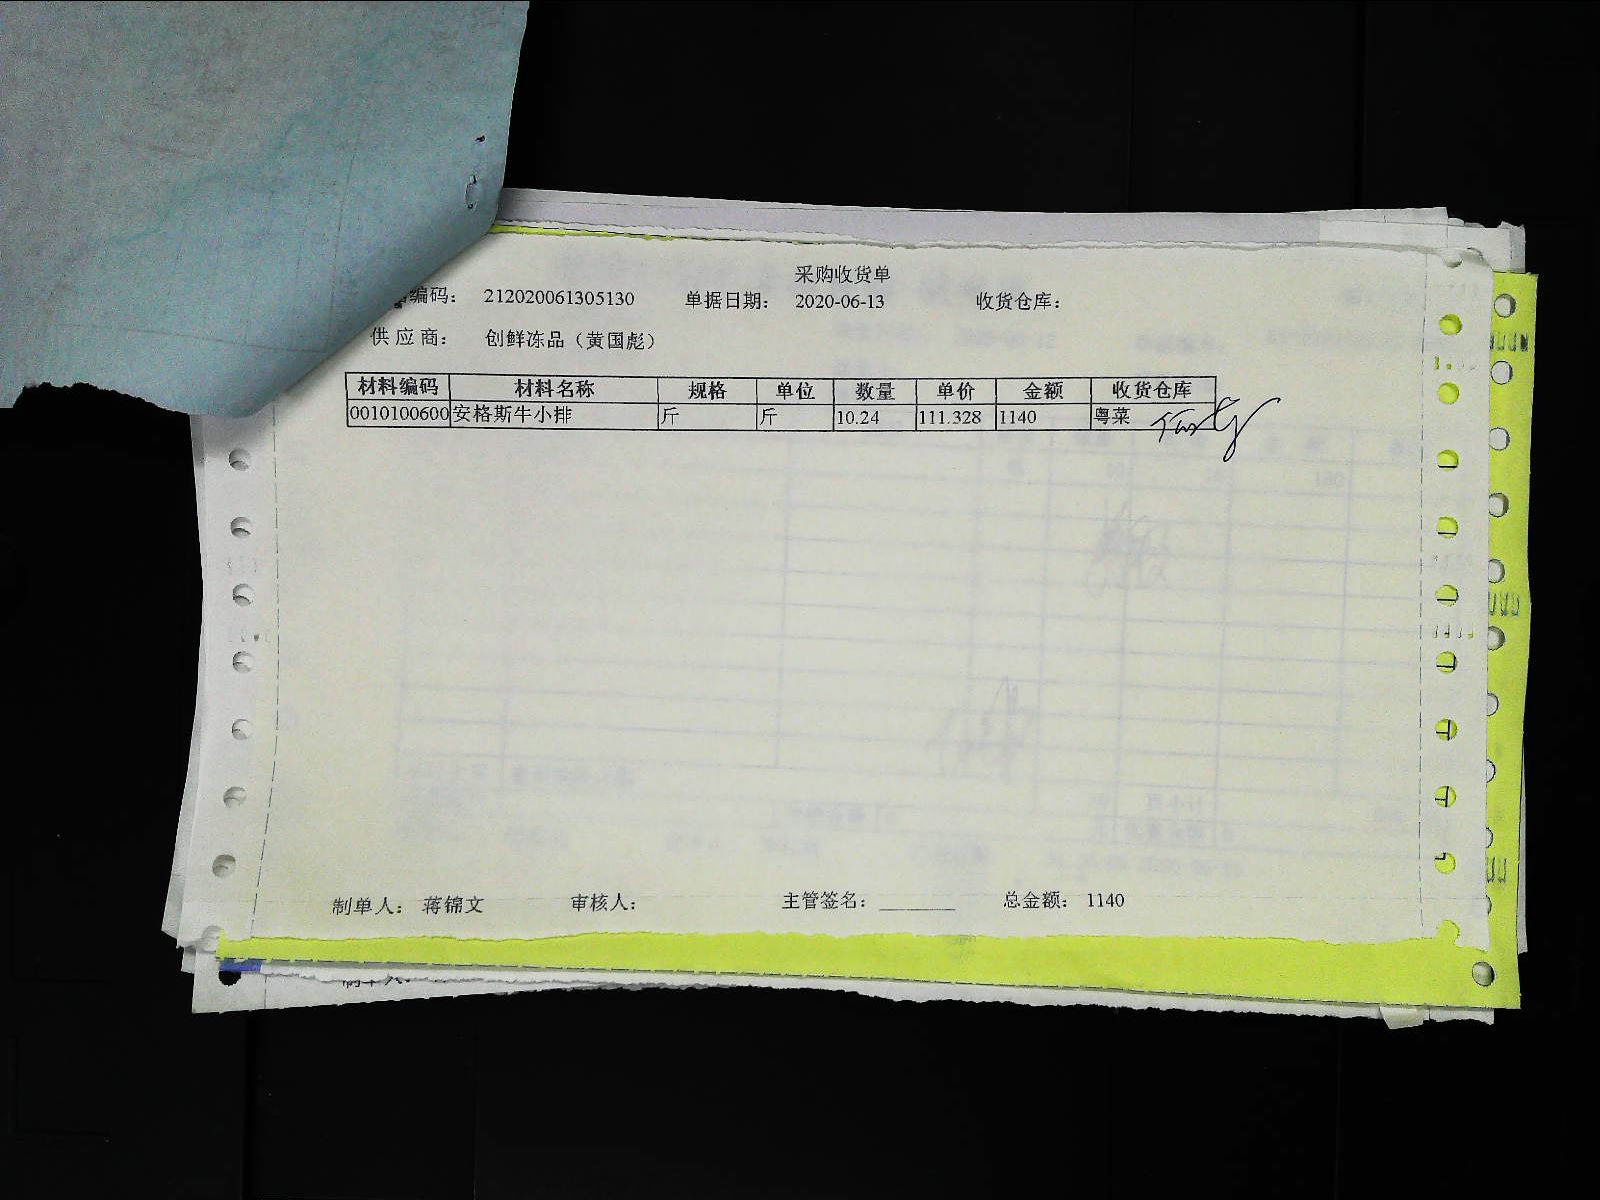 采购收货单
编码： 212020061305130 单据日期： 2020-06-13 收货仓库：
供应商： 创鲜冻品（黄国彪）
材料编码 材料名称 规格 单位 数量 单价 金额 收货仓库
0010100600 安格斯牛小排 斤 斤 10.24 111.328 1140 粤菜
制单人： 蒋锦文 审核人： 主管签名：________ 总金额： 1140